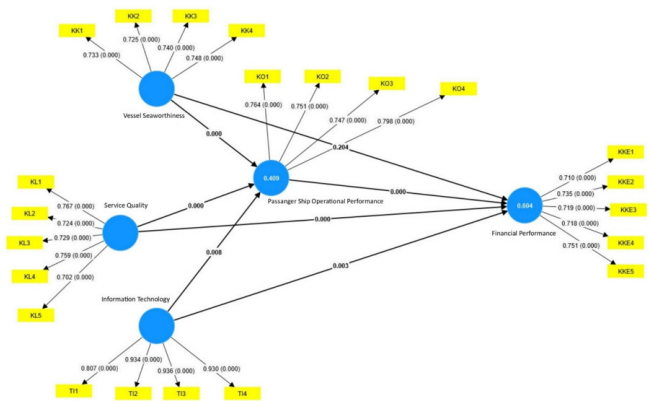 KK1
KK2
KK3
KK4
0.733 (0.000)
0.725 (0.000)
0.740 (0.000)
0.748 (0.000)
Vessel Seaworthiness
KO1
KO2
KO3
KO4
0.764 (0.000)
0.751 (0.000)
0.747 (0.000)
0.798 (0.000)
0.000
0.204
0.409
Passanger Ship Operational Performance
0.000
KKE1
KKE2
KKE3
KKE4
KKE5
0.710 (0.000)
0.735 (0.000)
0.719 (0.000)
0.718 (0.000)
0.751 (0.000)
0.604
Financial Performance
KL1
KL2
KL3
KL4
KL5
0.767 (0.000)
0.724 (0.000)
0.729 (0.000)
0.759 (0.000)
0.702 (0.000)
Service Quality
0.000
0.000
0.008
0.003
Information Technology
0.807 (0.000)
0.934 (0.000)
0.936 (0.000)
0.930 (0.000)
TI1
TI2
TI3
TI4